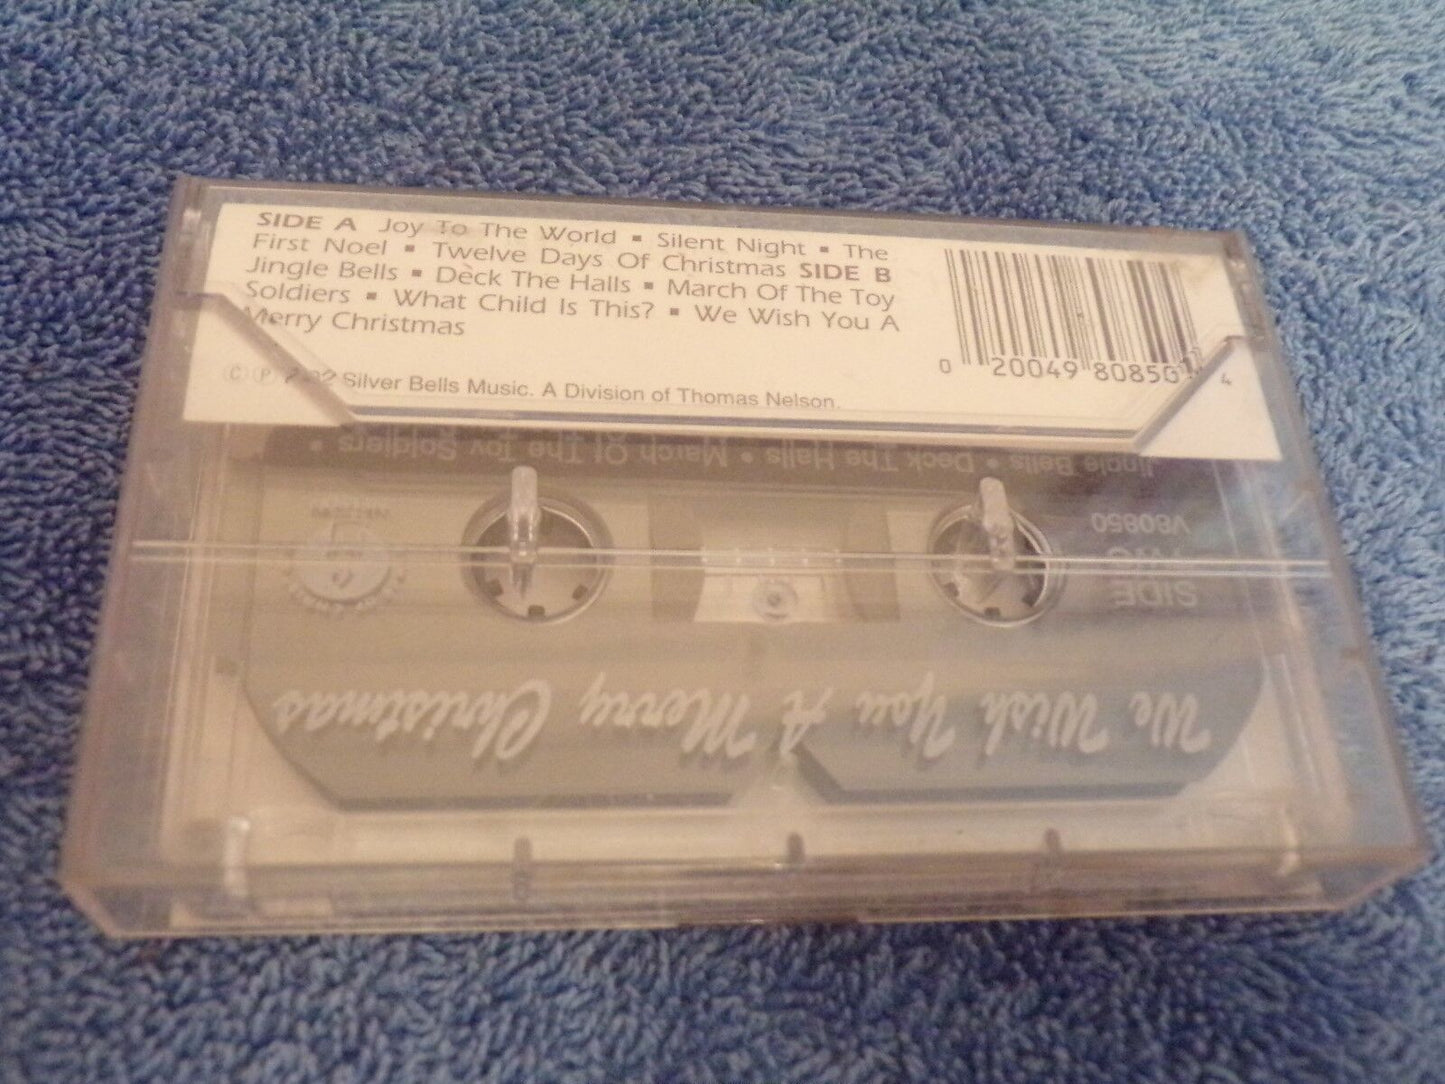 SIDE A Joy To The World ▪ Silent Night ▪ The
First Noel ▪ Twelve Days Of Christmas SIDE B
Jingle Bells ▪ Deck The Halls ▪ March Of The Toy
Soldiers ▪ What Child Is This? ▪ We Wish You A
Merry Christmas
Ⓒ Ⓟ Silver Bells Music. A Division of Thomas Nelson.
0 20049 80850 4
Jingle Bells • Deck The Halls • March Of The Toy Soldiers •
V80850
SIDE
We Wish You A Merry Christmas